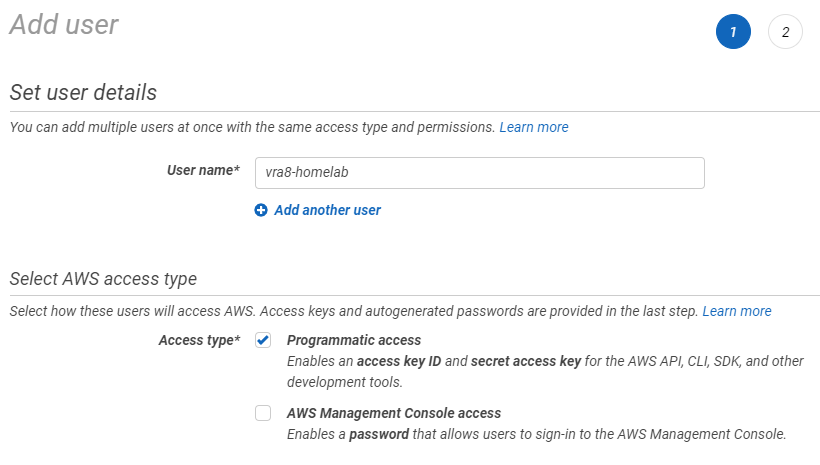 Add user
1
2
Set user details
You can add multiple users at once with the same access type and permissions. Learn more
User name*
vra8-homelab
Add another user
Select AWS access type
Select how these users will access AWS. Access keys and autogenerated passwords are provided in the last step. Learn more
Access type*
Programmatic access
Enables an access key ID and secret access key for the AWS API, CLI, SDK, and other
development tools.
AWS Management Console access
Enables a password that allows users to sign-in to the AWS Management Console.